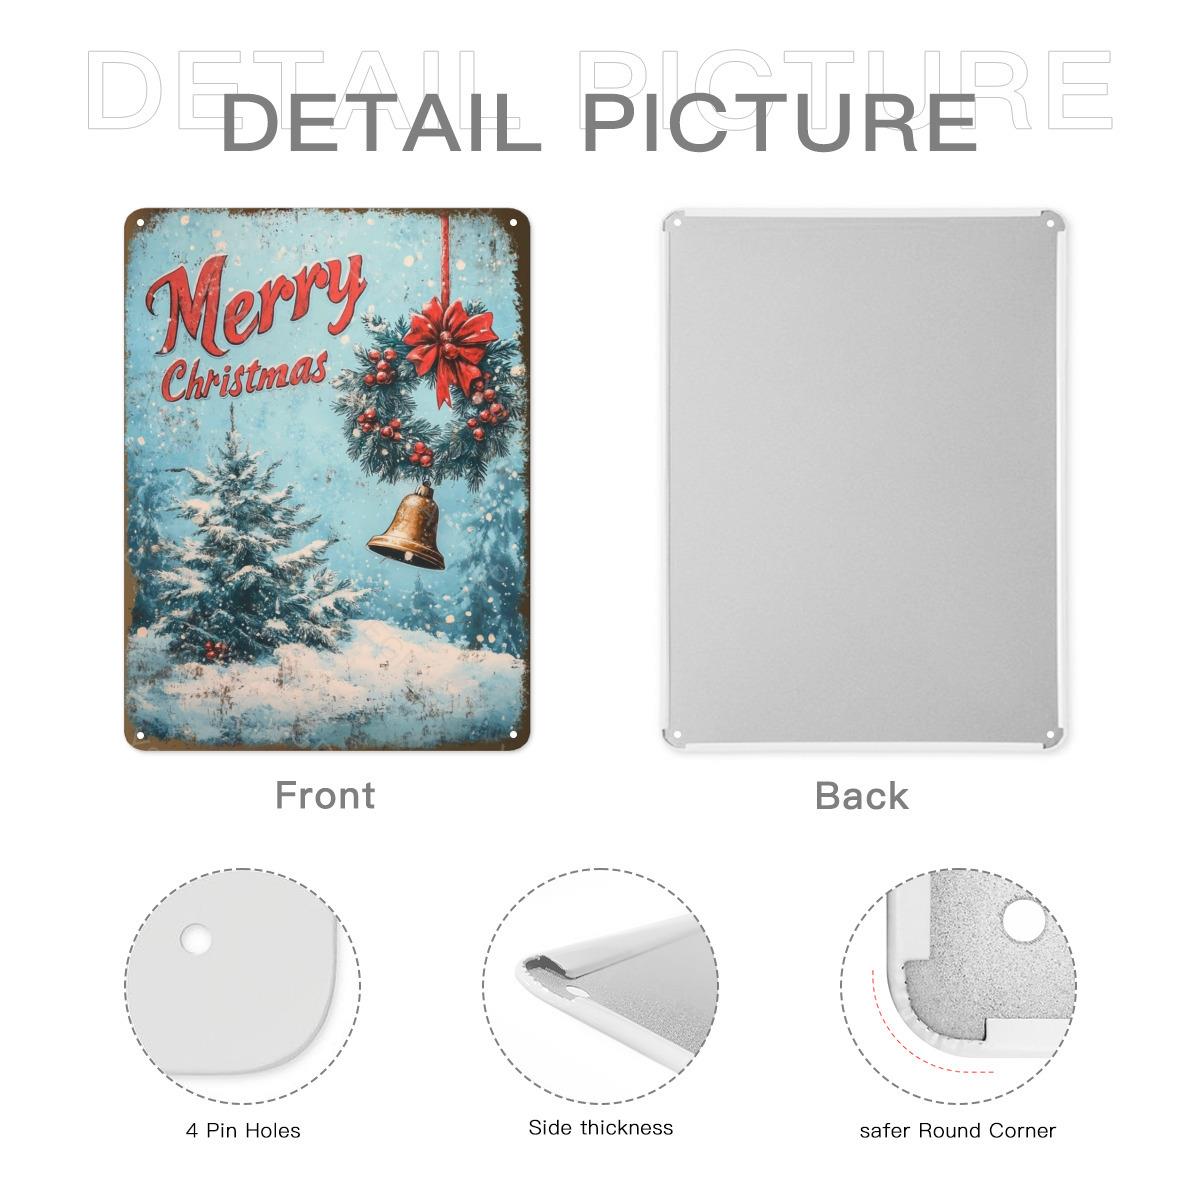 DETAIL PICTURE
DETAIL PICTURE
Merry
Christmas
Front
Back
4 Pin Holes
Side thickness
safer Round Corner